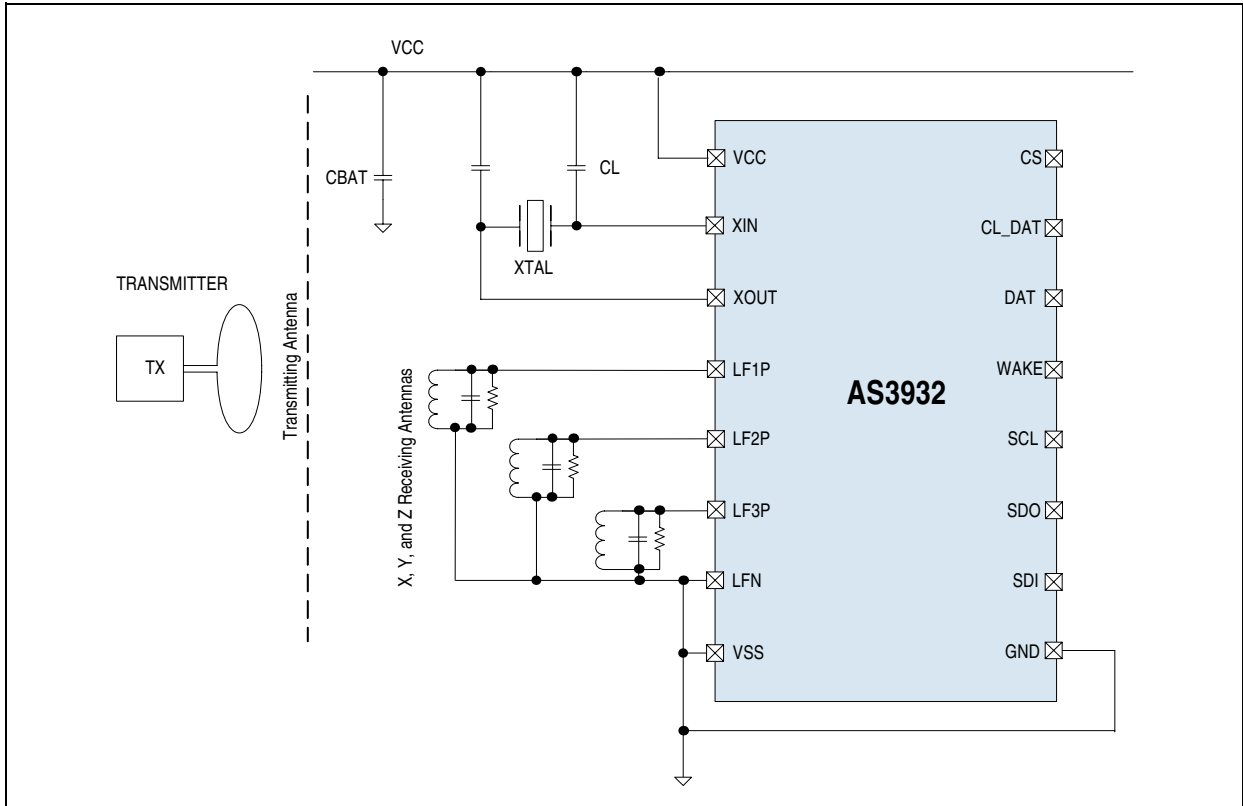 VCC
CBAT
CL
XTAL
TRANSMITTER
TX
Transmitting Antenna
X, Y, and Z Receiving Antennas
VCC
XIN
XOUT
LF1P
LF2P
LF3P
LFN
VSS
AS3932
CS
CL_DAT
DAT
WAKE
SCL
SDO
SDI
GND